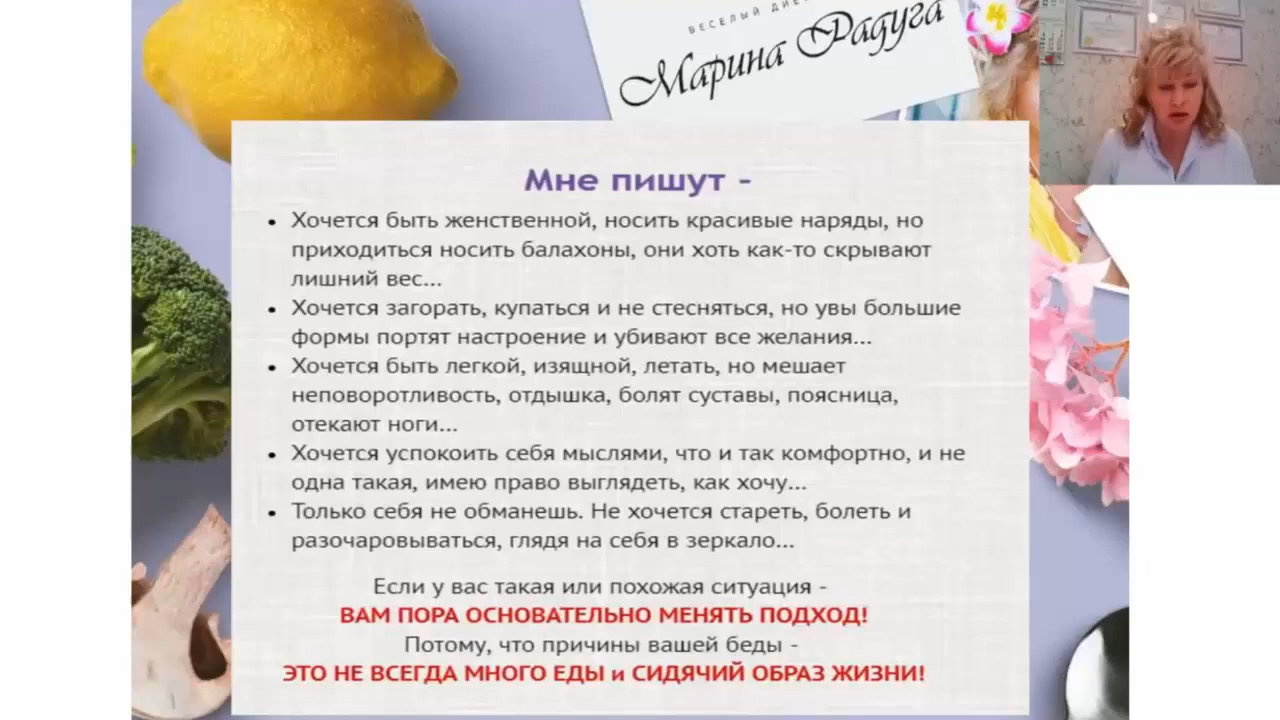 ВЕСЕЛЫЙ
Марина Радуга
Мне пишут -
• Хочется быть женственной, носить красивые наряды, но
приходиться носить балахоны, они хоть как-то скрывают
лишний вес...
• Хочется загорать, купаться и не стесняться, но увы большие
формы портят настроение и убивают все желания...
• Хочется быть легкой, изящной, летать, но мешает
неповоротливость, отдышка, болят суставы, поясница,
отекают ноги...
• Хочется успокоить себя мыслями, что и так комфортно, и не
одна такая, имею право выглядеть, как хочу...
• Только себя не обманешь. Не хочется стареть, болеть и
разочаровываться, глядя на себя в зеркало...
Если у вас такая или похожая ситуация -
ВАМ ПОРА ОСНОВАТЕЛЬНО МЕНЯТЬ ПОДХОД!
Потому, что причины вашей беды -
ЭТО НЕ ВСЕГДА МНОГО ЕДЫ и СИДЯЧИЙ ОБРАЗ ЖИЗНИ!